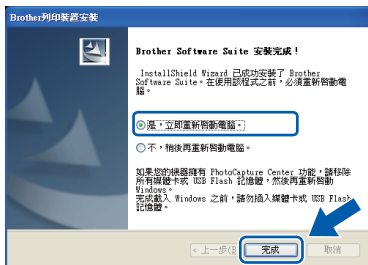 Brother列印裝置安裝
Brother Software Suite 安裝完成！
InstallShield Wizard 已成功安裝了 Brother
Software Suite。在使用該程式之前，必須重新啓動電
腦。
是，立即重新啓動電腦。
不，稍後再重新啓動電腦。
如果您的機器擁有 PhotoCapture Center 功能，請移除
所有媒體卡或 USB Flash 記憶體，然後再重新啓動
Windows。
完成載入 Windows 之前，請勿插入媒體卡或 USB Flash
記憶體。
< 上一步(B
完成
取消